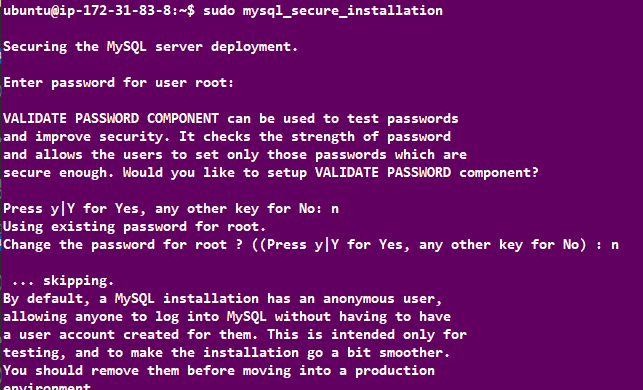 ubuntu@ip-172-31-83-8:~$ sudo mysql_secure_installation
Securing the MySQL server deployment.
Enter password for user root:
VALIDATE PASSWORD COMPONENT can be used to test passwords
and improve security. It checks the strength of password
and allows the users to set only those passwords which are
secure enough. Would you like to setup VALIDATE PASSWORD component?
Press y|Y for Yes, any other key for No: n
Using existing password for root.
Change the password for root ? ((Press y|Y for Yes, any other key for No) : n
... skipping.
By default, a MySQL installation has an anonymous user,
allowing anyone to log into MySQL without having to have
a user account created for them. This is intended only for
testing, and to make the installation go a bit smoother.
You should remove them before moving into a production
environment